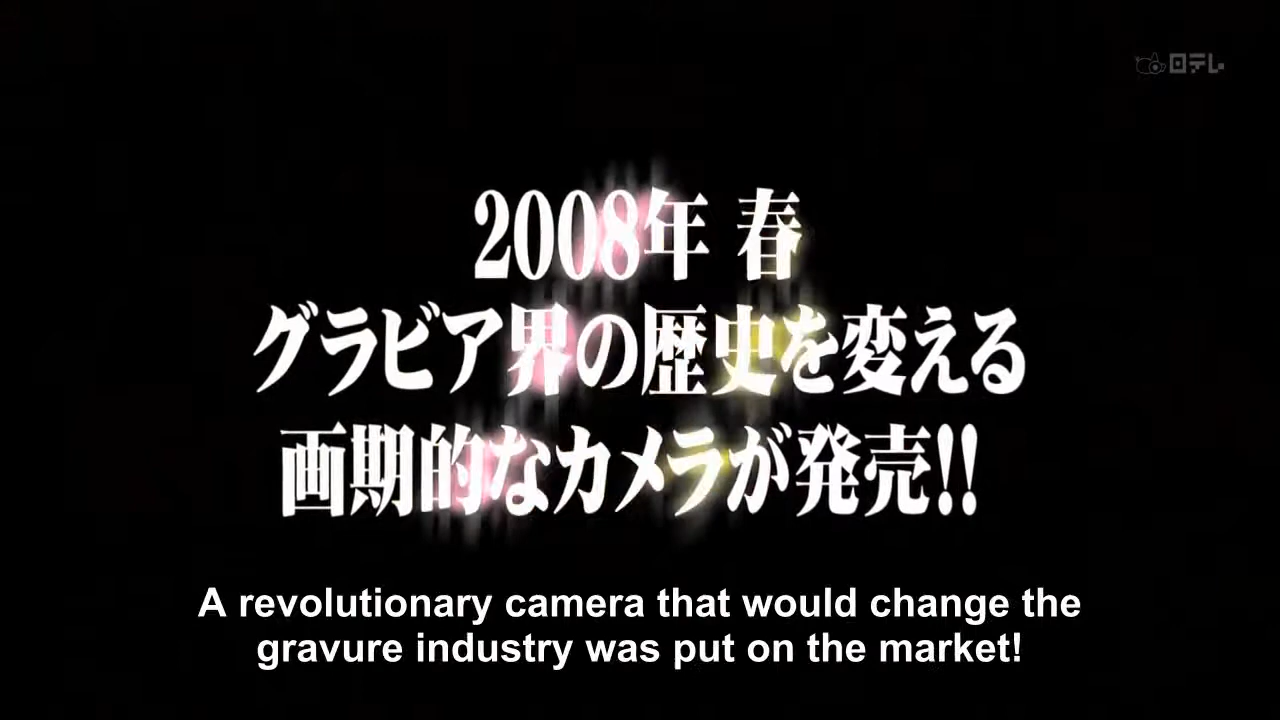 日テレ
2008年 春
グラビア界の歴史を変える
画期的なカメラが発売!!
A revolutionary camera that would change the
gravure industry was put on the market!